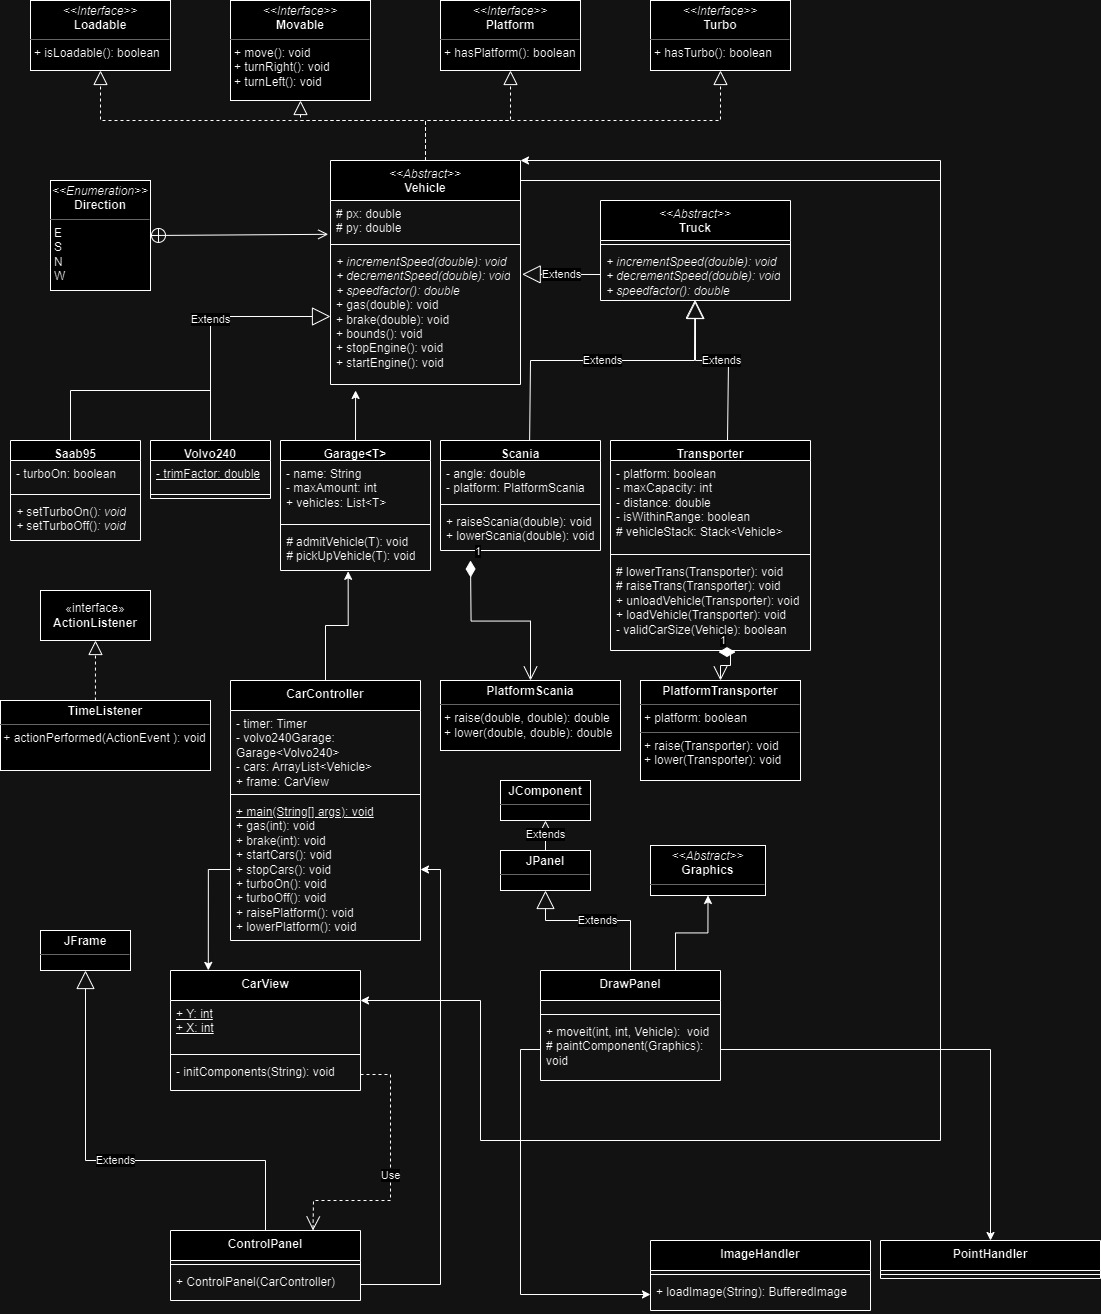 <<Interface>>
Loadable
+ isLoadable(): boolean
<<Interface>>
Movable
+ move(): void
+ turnRight(): void
+ turnLeft(): void
<<Interface>>
Platform
+ hasPlatform(): boolean
<<Interface>>
Turbo
+ hasTurbo(): boolean
<<Enumeration>>
Direction
E
S
N
W
<<Abstract>>
Vehicle
# px: double
# py: double
+ incrementSpeed(double): void
+ decrementSpeed(double): void
+ speedfactor(): double
+ gas(double): void
+ brake(double): void
+ bounds(): void
+ stopEngine(): void
+ startEngine(): void
<<Abstract>>
Truck
+ incrementSpeed(double): void
+ decrementSpeed(double): void
+ speedfactor(): double
Extends
Extends
Extends
Extends
Saab95
- turboOn: boolean
+ setTurboOn(): void
+ setTurboOff(): void
Volvo240
- trimFactor: double
Garage<T>
- name: String
- maxAmount: int
+ vehicles: List<T>
# admitVehicle(T): void
# pickUpVehicle(T): void
Scania
- angle: double
- platform: PlatformScania
+ raiseScania(double): void
+ lowerScania(double): void
1
Transporter
- platform: boolean
- maxCapacity: int
- distance: double
- isWithinRange: boolean
# vehicleStack: Stack<Vehicle>
# lowerTrans(Transporter): void
# raiseTrans(Transporter): void
+ unloadVehicle(Transporter): void
+ loadVehicle(Transporter): void
- validCarSize(Vehicle): boolean
1
«interface»
ActionListener
TimeListener
+ actionPerformed(ActionEvent ): void
CarController
- timer: Timer
- volvo240Garage:
Garage<Volvo240>
- cars: ArrayList<Vehicle>
+ frame: CarView
+ main(String[] args): void
+ gas(int): void
+ brake(int): void
+ startCars(): void
+ stopCars(): void
+ turboOn(): void
+ turboOff(): void
+ raisePlatform(): void
+ lowerPlatform(): void
PlatformScania
+ raise(double, double): double
+ lower(double, double): double
PlatformTransporter
+ platform: boolean
+ raise(Transporter): void
+ lower(Transporter): void
JComponent
Extends
JPanel
Extends
<<Abstract>>
Graphics
JFrame
CarView
+ Y: int
+ X: int
- initComponents(String): void
DrawPanel
+ moveit(int, int, Vehicle):  void
# paintComponent(Graphics):
void
Extends
Use
ControlPanel
+ ControlPanel(CarController)
ImageHandler
+ loadImage(String): BufferedImage
PointHandler